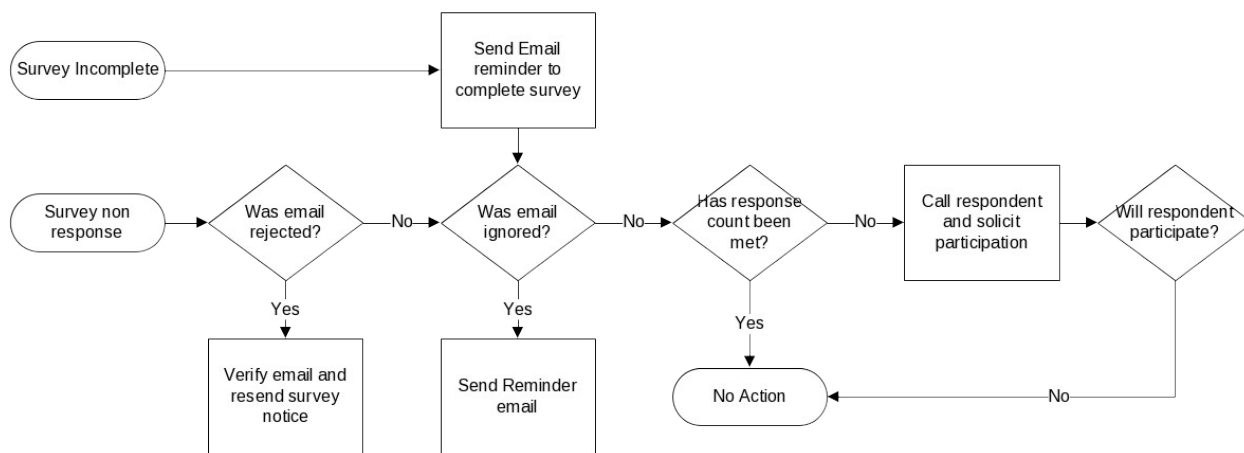 Survey Incomplete
Send Email
reminder to
complete survey
Survey non
response
Was email
rejected?
No
Was email
ignored?
No
Has response
count been
met?
No
Call respondent
and solicit
participation
Will respondent
participate?
Yes
Yes
Yes
Verify email and
resend survey
notice
Send Reminder
email
No Action
No